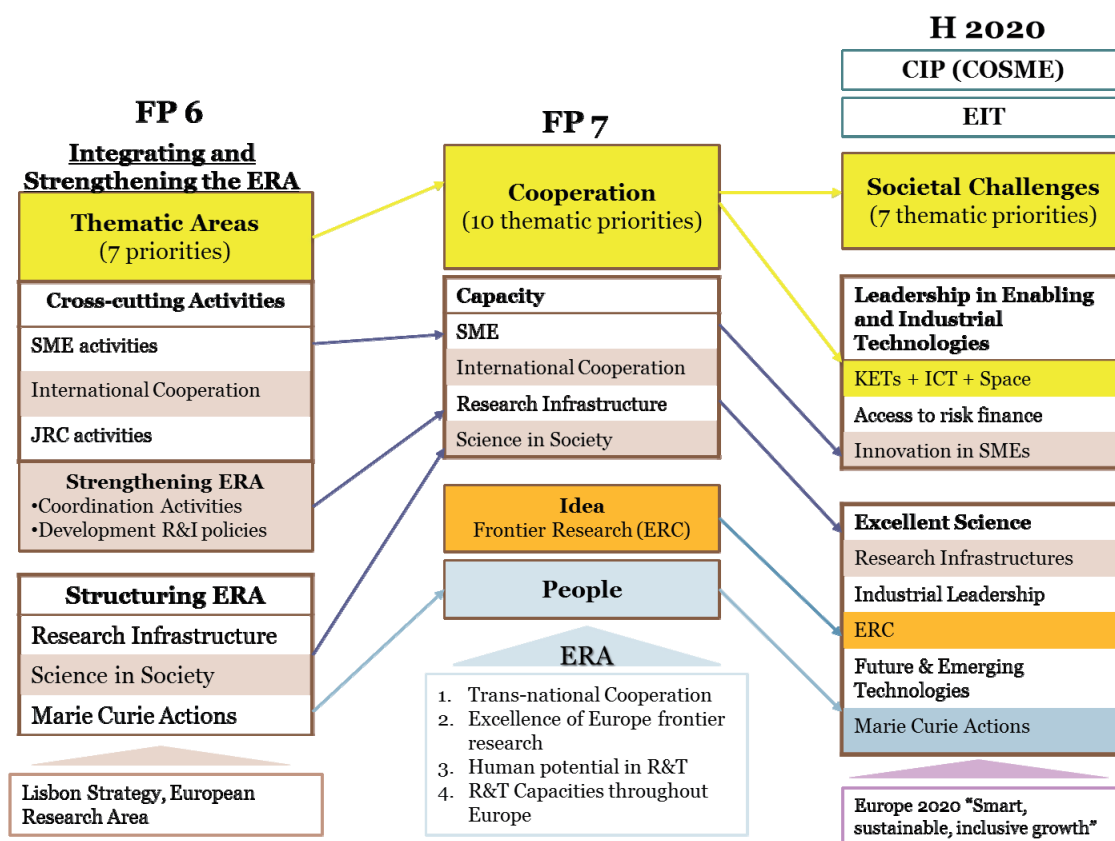 FP 6
Integrating and
Strengthening the ERA
Thematic Areas
(7 priorities)
Cross-cutting Activities
SME activities
International Cooperation
JRC activities
Strengthening ERA
•Coordination Activities
•Development R&I policies
Structuring ERA
Research Infrastructure
Science in Society
Marie Curie Actions
Lisbon Strategy, European
Research Area
FP 7
Cooperation
(10 thematic priorities)
Capacity
SME
International Cooperation
Research Infrastructure
Science in Society
Idea
Frontier Research (ERC)
People
ERA
1. Trans-national Cooperation
2. Excellence of Europe frontier
research
3. Human potential in R&T
4. R&T Capacities throughout
Europe
H 2020
CIP (COSME)
EIT
Societal Challenges
(7 thematic priorities)
Leadership in Enabling
and Industrial
Technologies
KETs + ICT + Space
Access to risk finance
Innovation in SMEs
Excellent Science
Research Infrastructures
Industrial Leadership
ERC
Future & Emerging
Technologies
Marie Curie Actions
Europe 2020 “Smart,
sustainable, inclusive growth”